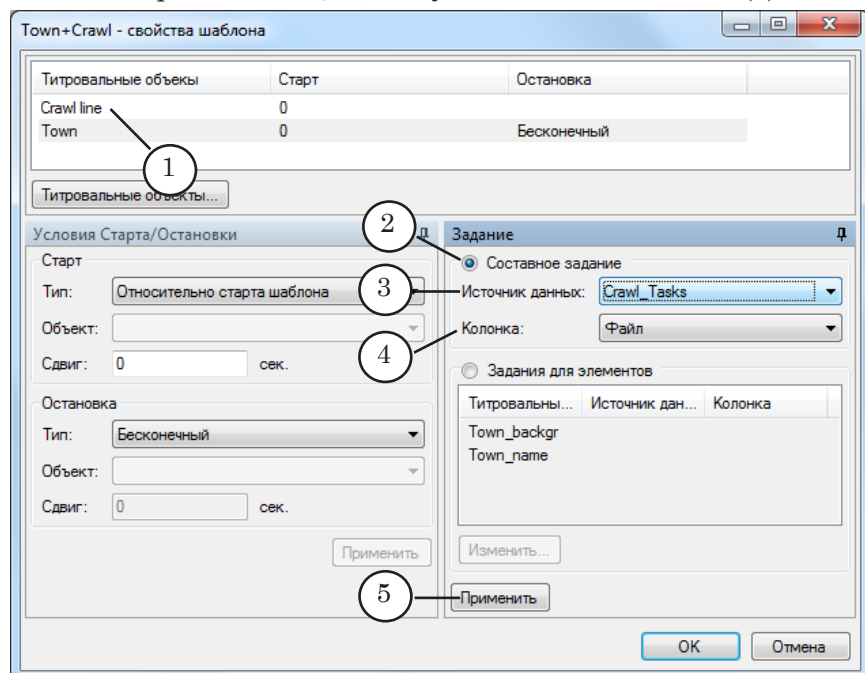 Town+Crawl - свойства шаблона
Титровальные объекы Старт Остановка
Crawl line 0
Town 0 Бесконечный
1
Титровальные объекты...
Условия Старта/Остановки
Старт
Тип: Относительно старта шаблона
Объект:
Сдвиг: 0 сек.
Остановка
Тип: Бесконечный
Объект:
Сдвиг: 0 сек.
Применить
2
Задание
Составное задание
3
Источник данных: Crawl_Tasks
4
Колонка: Файл
Задания для элементов
Титровальны... Источник дан... Колонка
Town_backgr
Town_name
Изменить...
5
Применить
OK Отмена